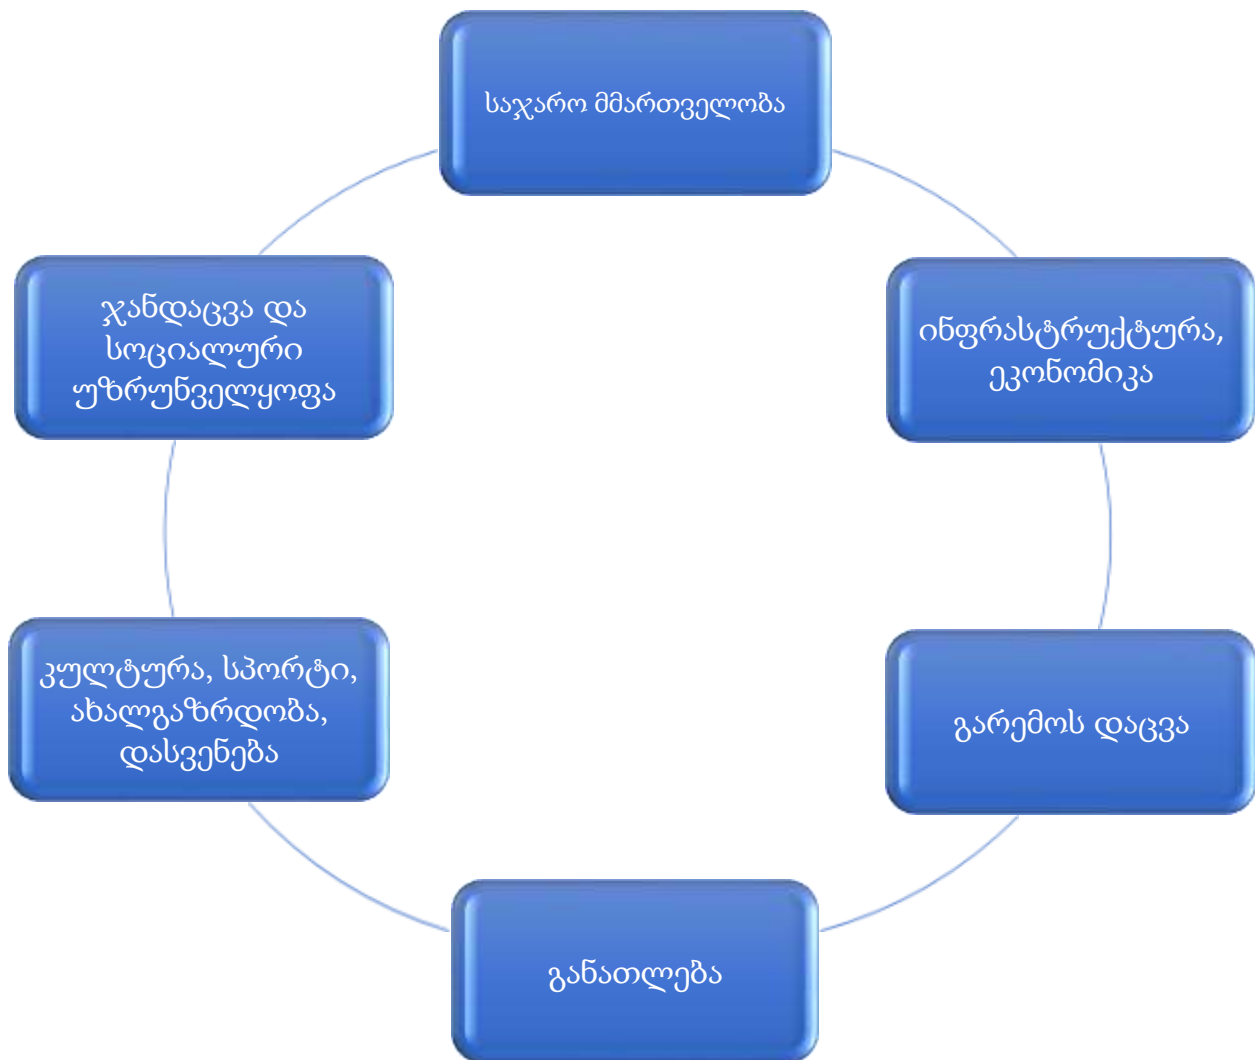 საჯარო მმართველობა
ინფრასტრუქტურა,
ეკონომიკა
გარემოს დაცვა
განათლება
კულტურა, სპორტი,
ახალგაზრდობა,
დასვენება
ჯანდაცვა და
სოციალური
უზრუნველყოფა